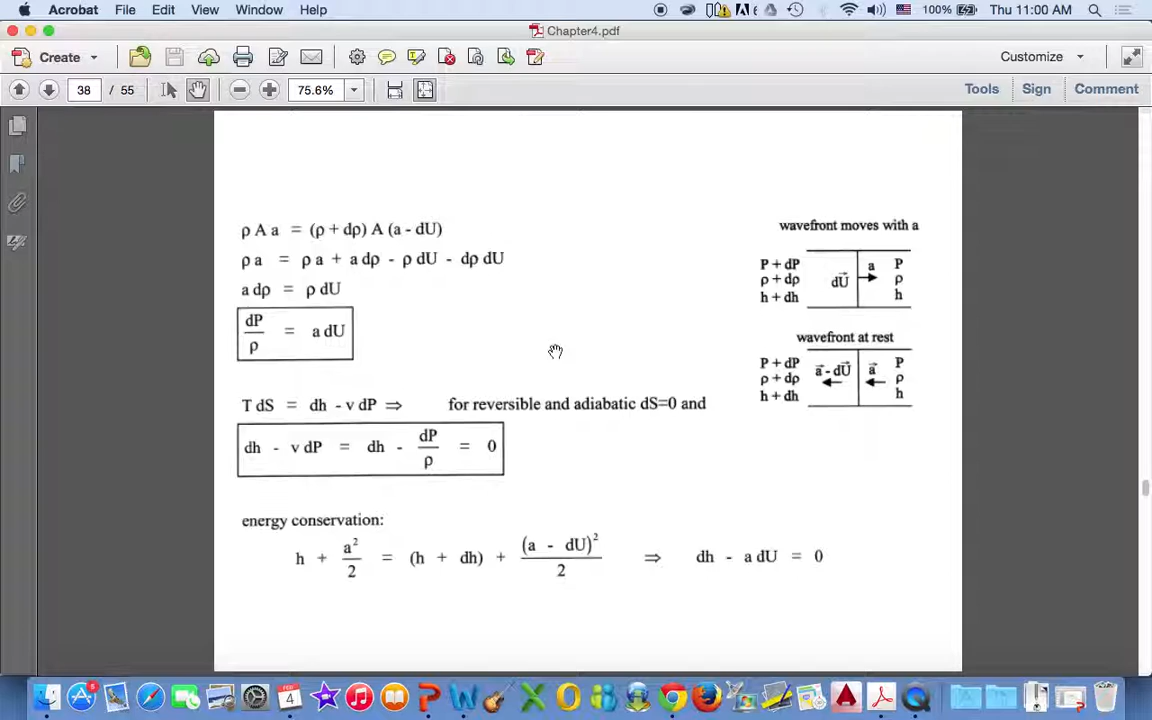 Acrobat File Edit View Window Help 100% Thu 11:00 AM
Chapter4.pdf
Create Customize
38 / 55 75.6% Tools Sign Comment
ρ A a = (ρ + dρ) A (a - dU)
ρ a = ρ a + a dρ - ρ dU - dρ dU
a dρ = ρ dU
dP/ρ = a dU
wavefront moves with a
P + dP a P
ρ + dρ dU⃗ ρ
h + dh h
wavefront at rest
P + dP a⃗ - dU⃗ a⃗ P
ρ + dρ ρ
h + dh h
T dS = dh - v dP ⇒ for reversible and adiabatic dS=0 and
dh - v dP = dh - dP/ρ = 0
energy conservation:
h + a²/2 = (h + dh) + (a - dU)²/2 ⇒ dh - a dU = 0